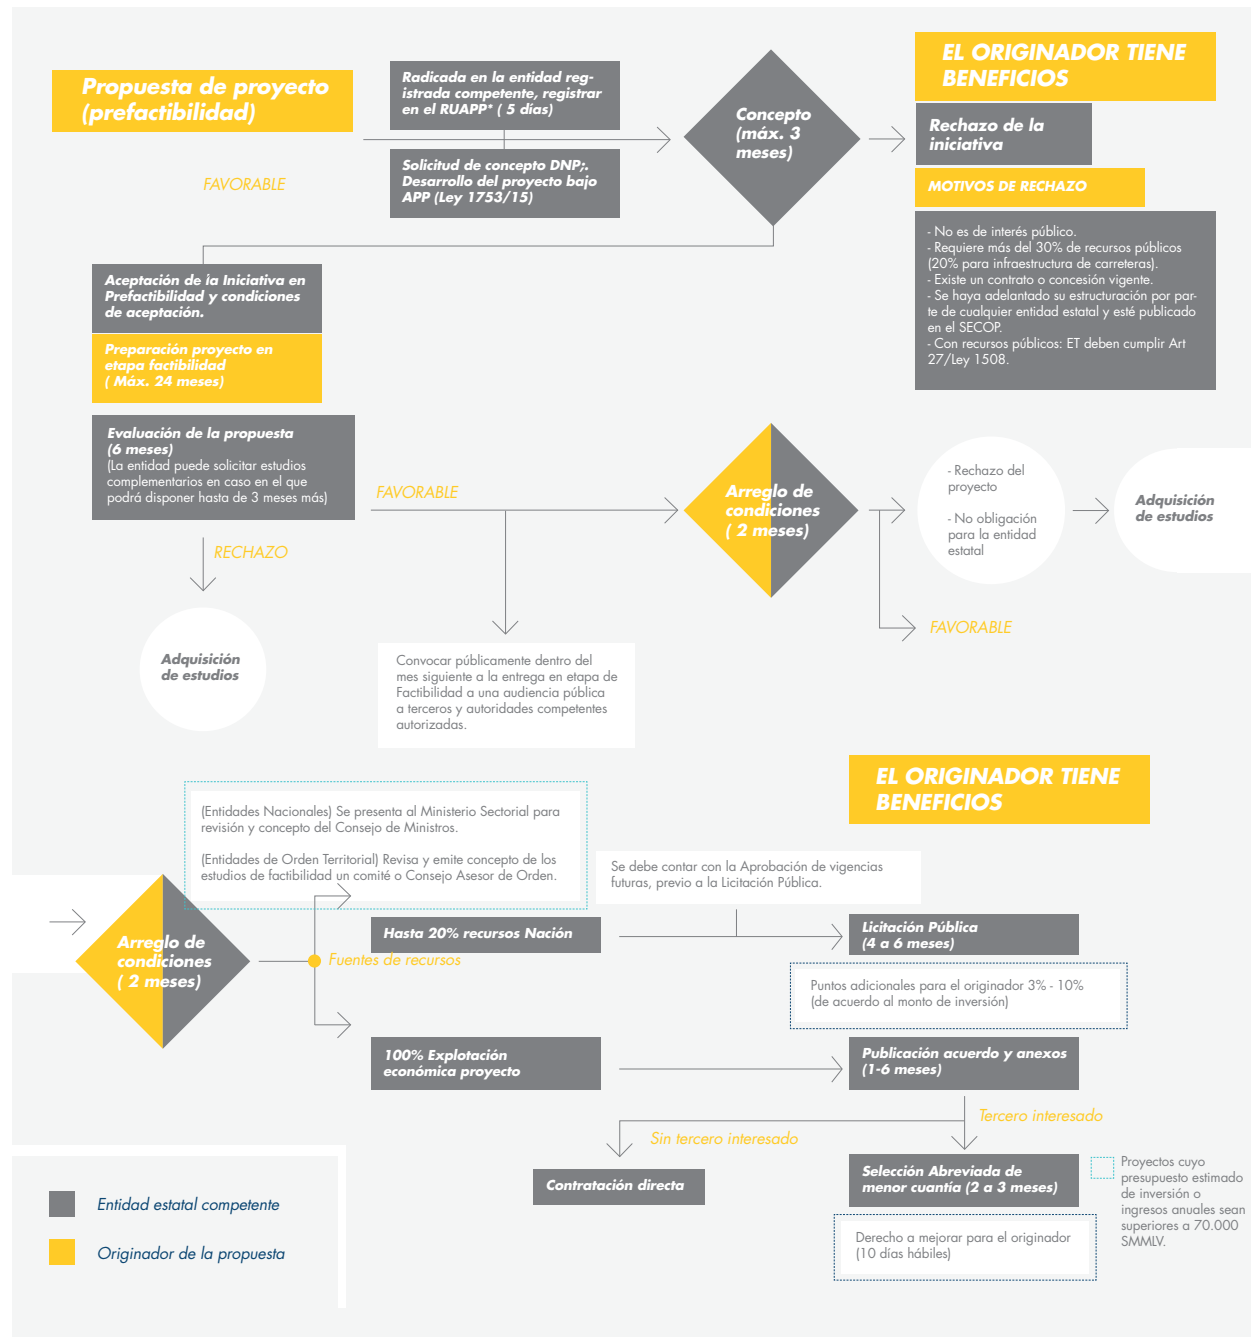 Propuesta de proyecto
(prefactibilidad)
Radicada en la entidad reg-
istrada competente, registrar
en el RUAPP* ( 5 días)
Solicitud de concepto DNP;.
Desarrollo del proyecto bajo
APP (Ley 1753/15)
Concepto
(máx. 3
meses)
EL ORIGINADOR TIENE
BENEFICIOS
Rechazo de la
iniciativa
MOTIVOS DE RECHAZO
- No es de interés público.
- Requiere más del 30% de recursos públicos
(20% para infraestructura de carreteras).
- Existe un contrato o concesión vigente.
- Se haya adelantado su estructuración por par-
te de cualquier entidad estatal y esté publicado
en el SECOP.
- Con recursos públicos: ET deben cumplir Art
27/Ley 1508.
FAVORABLE
Aceptación de la Iniciativa en
Prefactibilidad y condiciones
de aceptación.
Preparación proyecto en
etapa factibilidad
( Máx. 24 meses)
Evaluación de la propuesta
(6 meses)
(La entidad puede solicitar estudios
complementarios en caso en el que
podrá disponer hasta de 3 meses más)
FAVORABLE
RECHAZO
Adquisición
de estudios
Convocar públicamente dentro del
mes siguiente a la entrega en etapa de
Factibilidad a una audiencia pública
a terceros y autoridades competentes
autorizadas.
Arreglo de
condiciones
( 2 meses)
- Rechazo del
proyecto
- No obligación
para la entidad
estatal
Adquisición
de estudios
FAVORABLE
EL ORIGINADOR TIENE
BENEFICIOS
(Entidades Nacionales) Se presenta al Ministerio Sectorial para
revisión y concepto del Consejo de Ministros.
(Entidades de Orden Territorial) Revisa y emite concepto de los
estudios de factibilidad un comité o Consejo Asesor de Orden.
Se debe contar con la Aprobación de vigencias
futuras, previo a la Licitación Pública.
Arreglo de
condiciones
( 2 meses)
Fuentes de recursos
Hasta 20% recursos Nación
Licitación Pública
(4 a 6 meses)
Puntos adicionales para el originador 3% - 10%
(de acuerdo al monto de inversión)
100% Explotación
económica proyecto
Publicación acuerdo y anexos
(1-6 meses)
Tercero interesado
Sin tercero interesado
Contratación directa
Selección Abreviada de
menor cuantía (2 a 3 meses)
Derecho a mejorar para el originador
(10 días hábiles)
Proyectos cuyo
presupuesto estimado
de inversión o
ingresos anuales sean
superiores a 70.000
SMMLV.
Entidad estatal competente
Originador de la propuesta